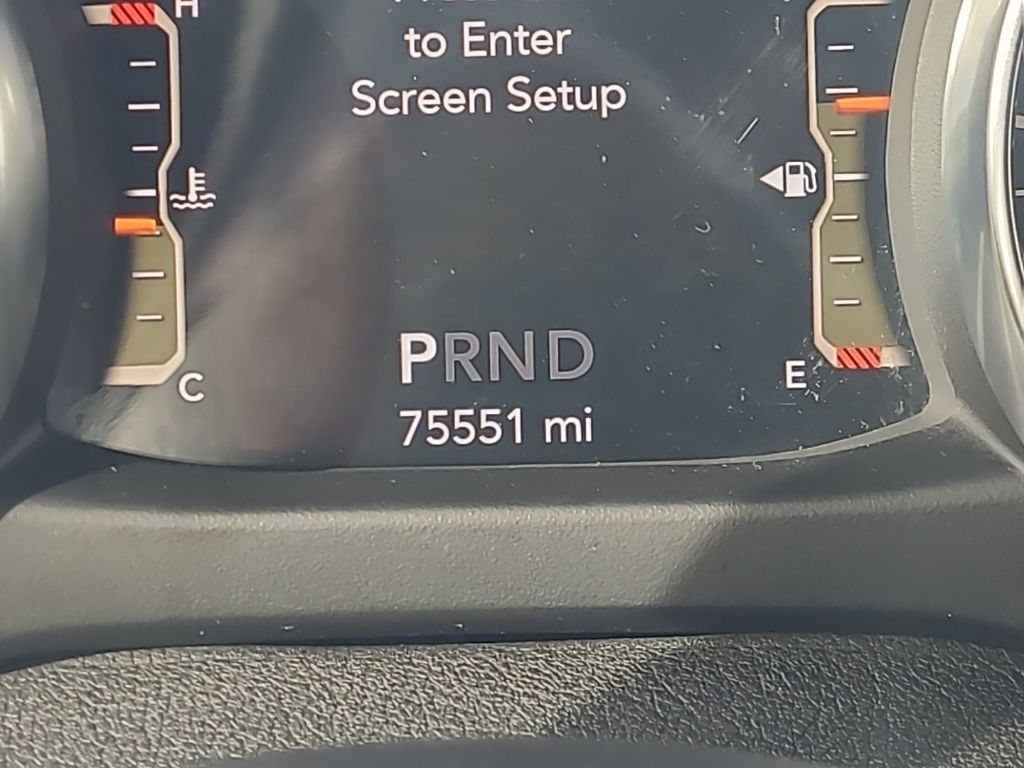 H
to Enter
Screen Setup
PRND
E
C
75551 mi